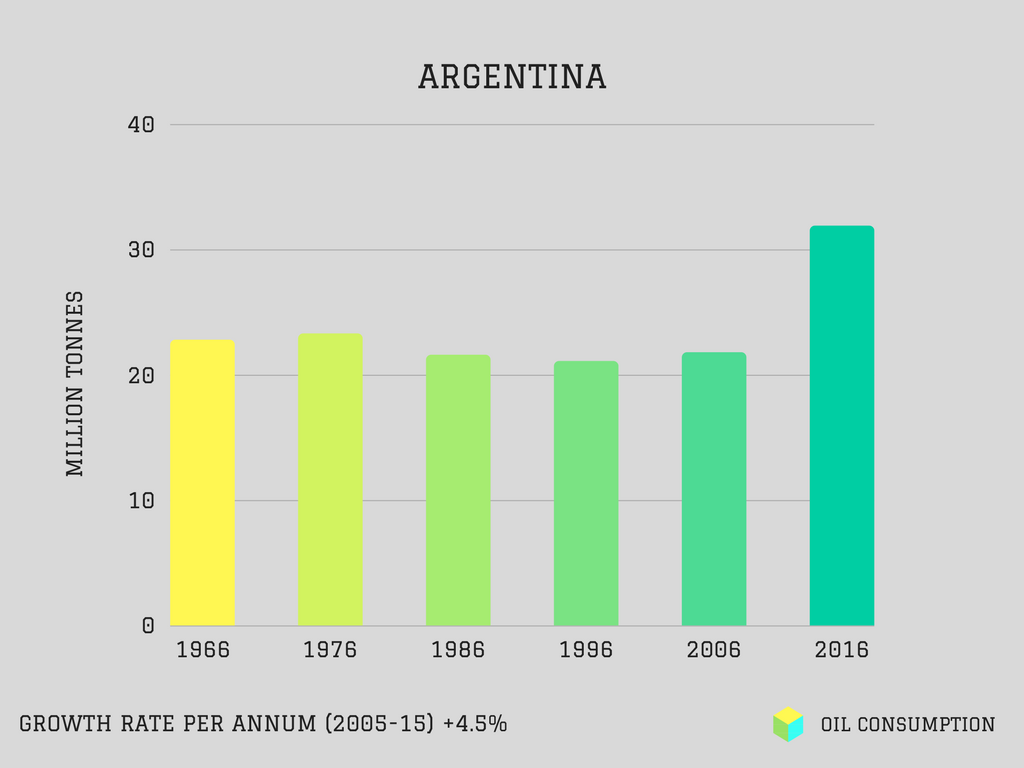 ARGENTINA
40
30
20
10
0
MILLION TONNES
1966 1976 1986 1996 2006 2016
GROWTH RATE PER ANNUM (2005-15) +4.5%
OIL CONSUMPTION